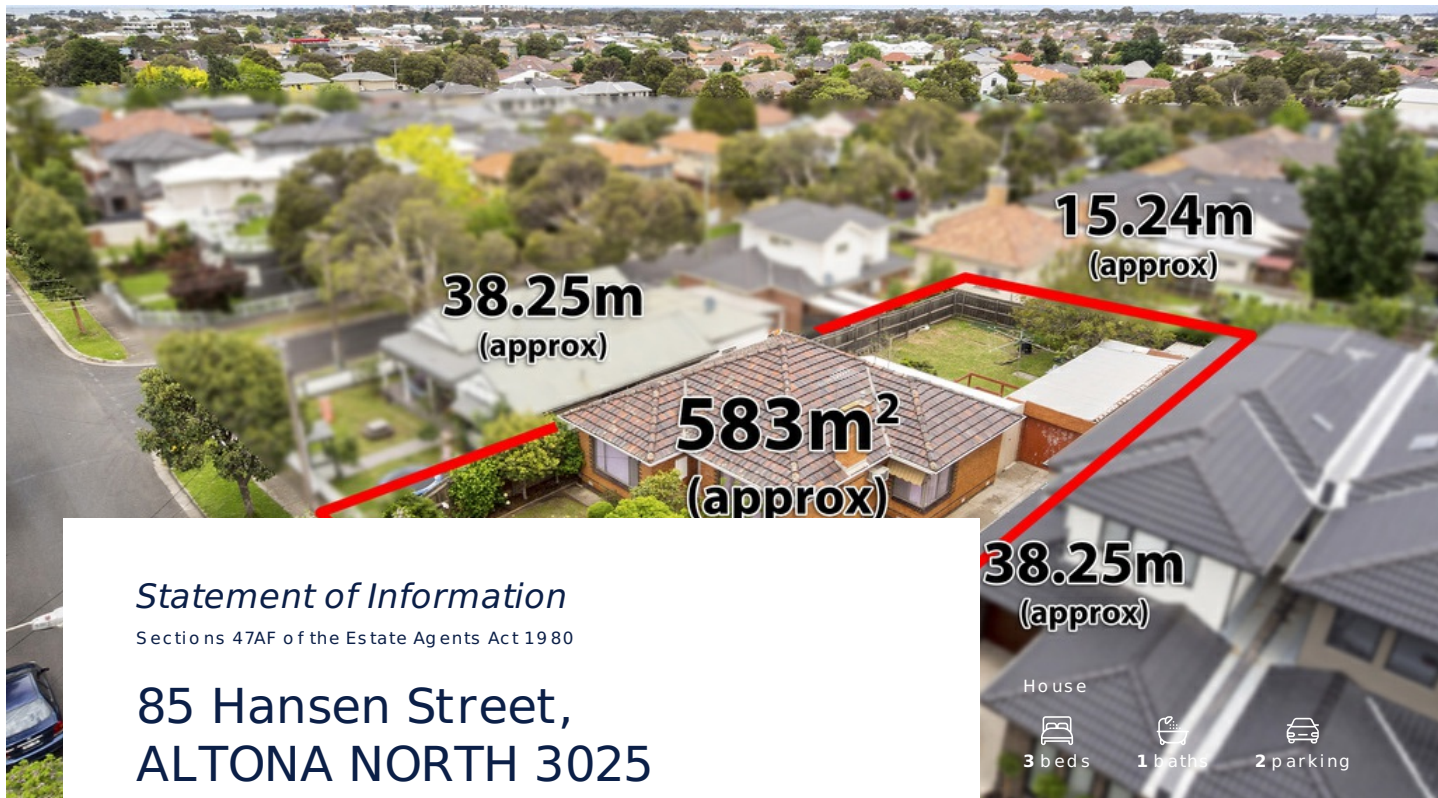 15.24m
(approx)
38.25m
(approx)
583m²
(approx)
38.25m
(approx)
Statement of Information
Sections 47AF of the Estate Agents Act 1980
85 Hansen Street,
ALTONA NORTH 3025
House
3 beds 1 baths 2 parking